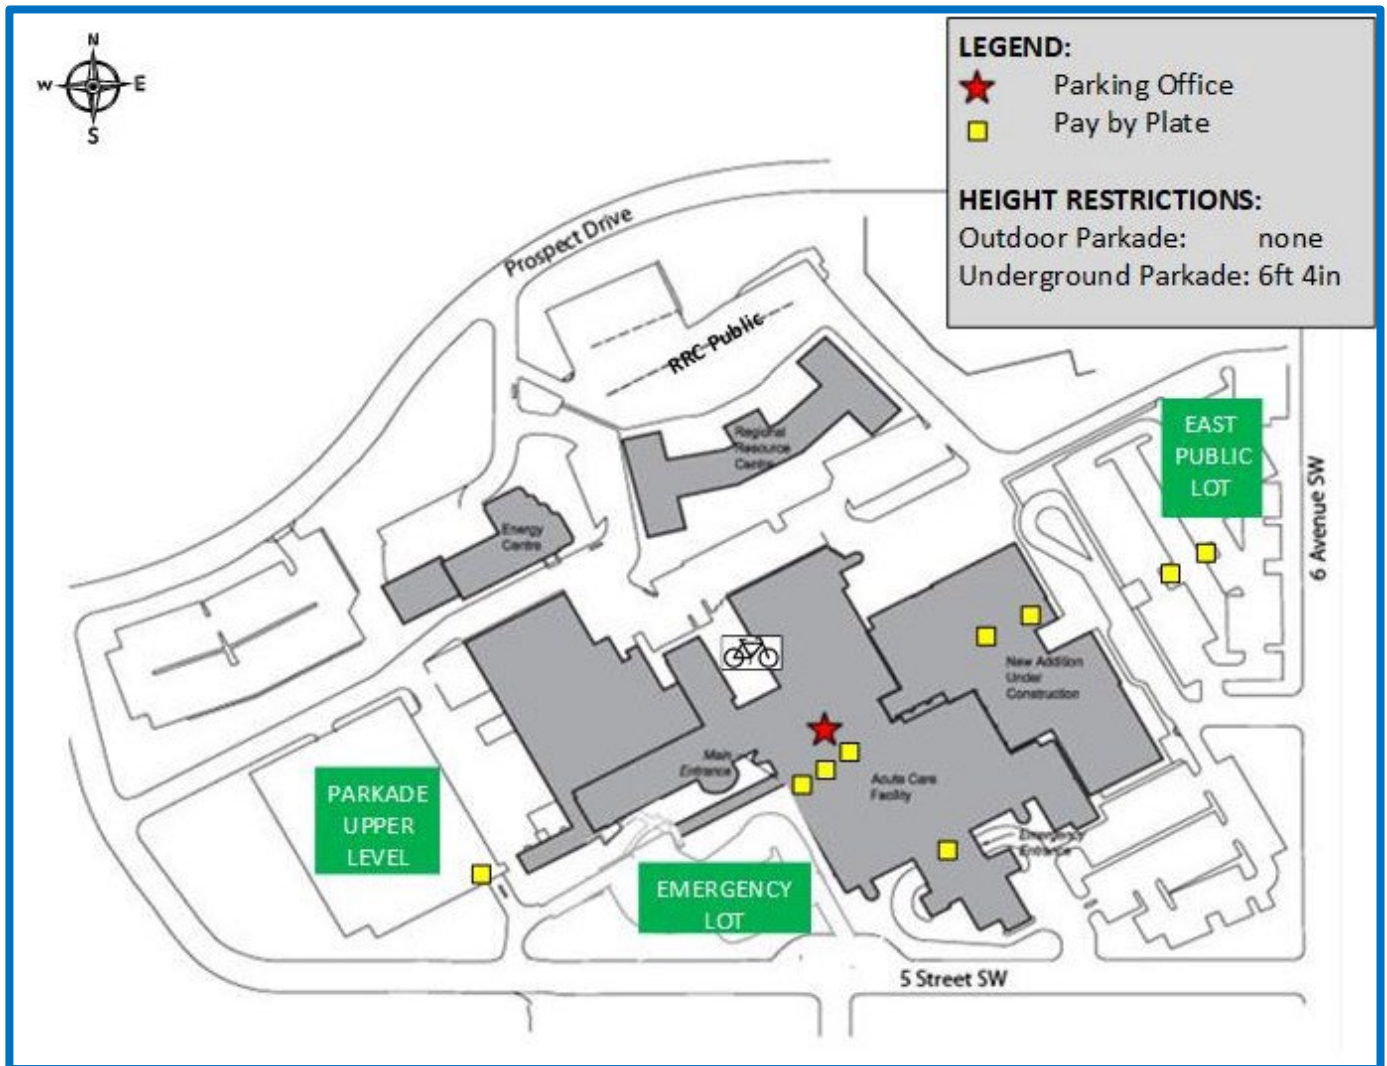 N
W E
S
LEGEND:
Parking Office
Pay by Plate
HEIGHT RESTRICTIONS:
Outdoor Parkade: none
Underground Parkade: 6ft 4in
Prospect Drive
RRC Public
Regional
Resource
Centre
EAST
PUBLIC
LOT
6 Avenue SW
Energy
Centre
New Addition
Under
Construction
Main
Entrance
Acute Care
Facility
PARKADE
UPPER
LEVEL
Emergency
Entrance
EMERGENCY
LOT
5 Street SW